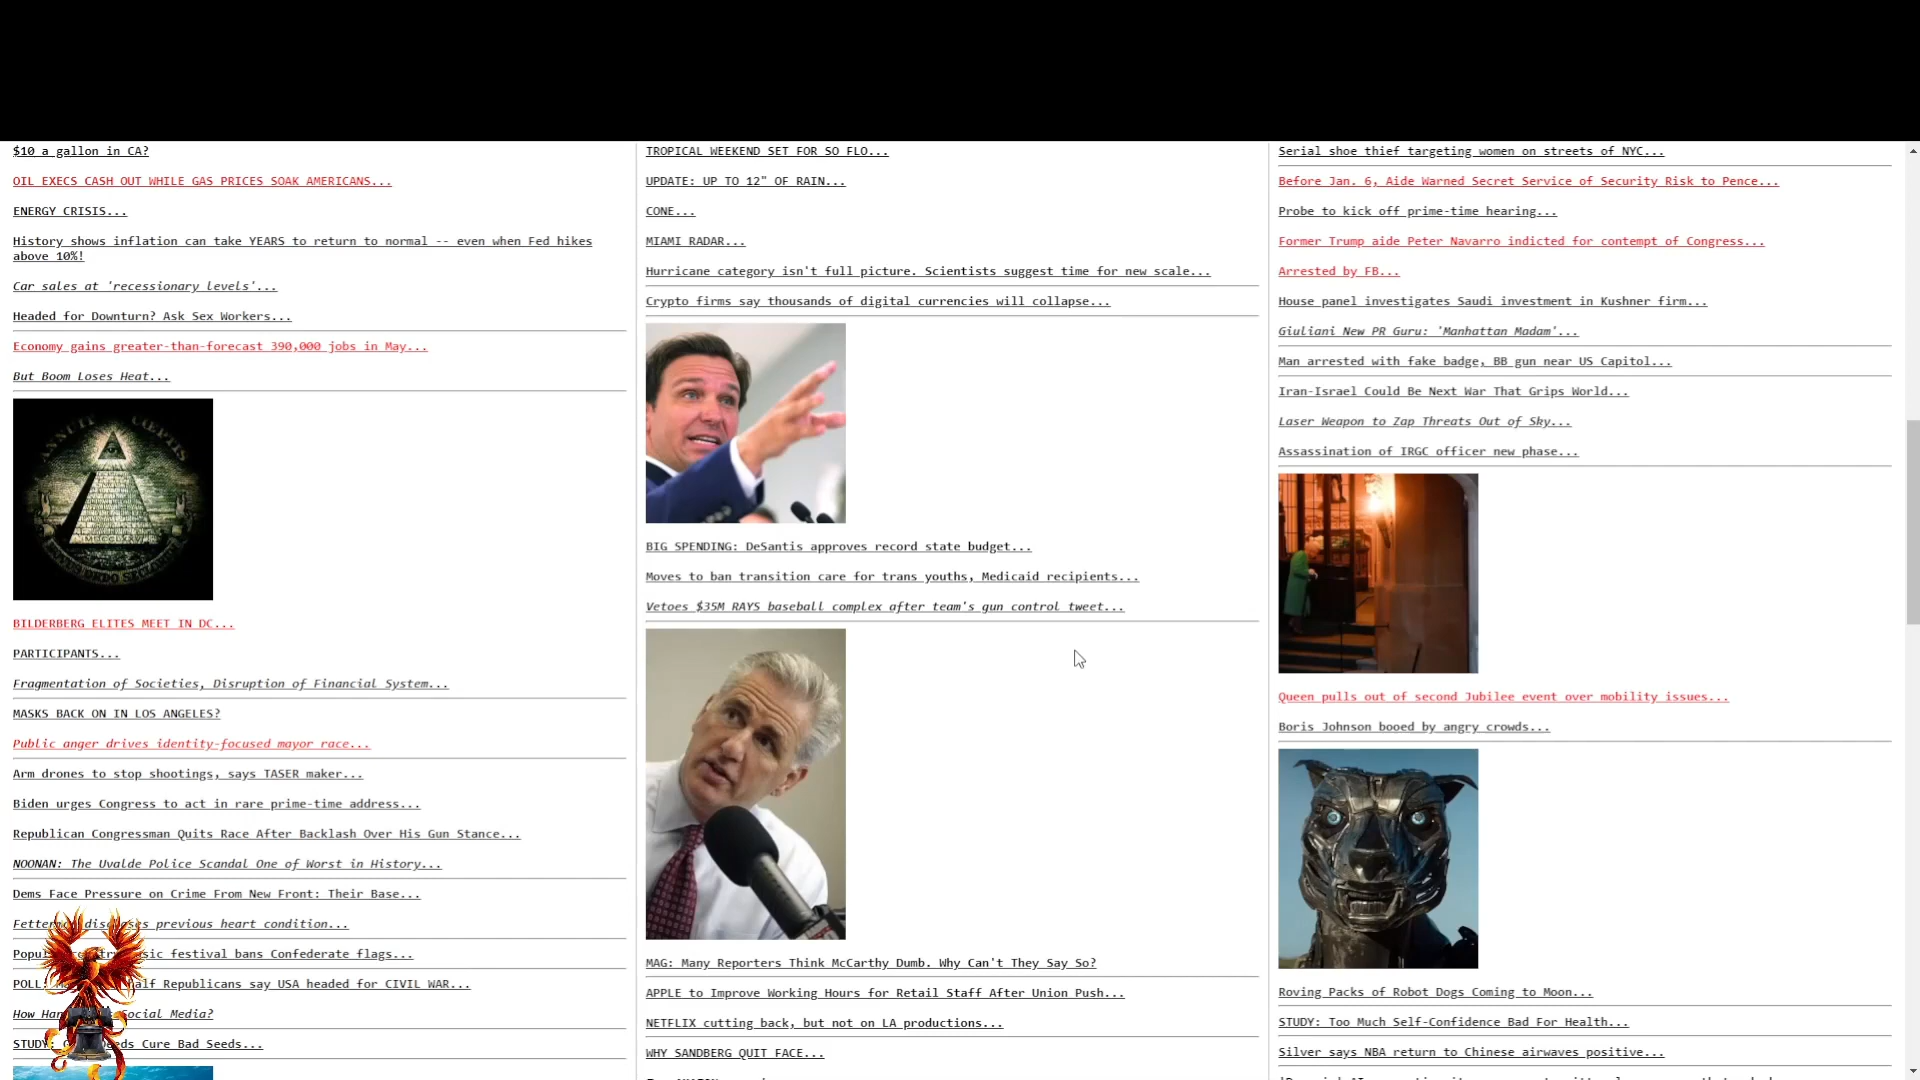 $10 a gallon in CA?
OIL EXECS CASH OUT WHILE GAS PRICES SOAK AMERICANS...
ENERGY CRISIS...
History shows inflation can take YEARS to return to normal -- even when Fed hikes
above 10%!
Car sales at 'recessionary levels'...
Headed for Downturn? Ask Sex Workers...
Economy gains greater-than-forecast 390,000 jobs in May...
But Boom Loses Heat...
ANNUIT CŒPTIS
MDCCLXXVI
BILDERBERG ELITES MEET IN DC...
PARTICIPANTS...
Fragmentation of Societies, Disruption of Financial System...
MASKS BACK ON IN LOS ANGELES?
Public anger drives identity-focused mayor race...
Arm drones to stop shootings, says TASER maker...
Biden urges Congress to act in rare prime-time address...
Republican Congressman Quits Race After Backlash Over His Gun Stance...
NOONAN: The Uvalde Police Scandal One of Worst in History...
Dems Face Pressure on Crime From New Front: Their Base...
previous heart condition...
festival bans Confederate flags...
POLL: Republicans say USA headed for CIVIL WAR...
How Social Media?
STUDY: Cure Bad Seeds...
TROPICAL WEEKEND SET FOR SO FLO...
UPDATE: UP TO 12" OF RAIN...
CONE...
MIAMI RADAR...
Hurricane category isn't full picture. Scientists suggest time for new scale...
Crypto firms say thousands of digital currencies will collapse...
BIG SPENDING: DeSantis approves record state budget...
Moves to ban transition care for trans youths, Medicaid recipients...
Vetoes $35M RAYS baseball complex after team's gun control tweet...
MAG: Many Reporters Think McCarthy Dumb. Why Can't They Say So?
APPLE to Improve Working Hours for Retail Staff After Union Push...
NETFLIX cutting back, but not on LA productions...
WHY SANDBERG QUIT FACE...
Serial shoe thief targeting women on streets of NYC...
Before Jan. 6, Aide Warned Secret Service of Security Risk to Pence...
Probe to kick off prime-time hearing...
Former Trump aide Peter Navarro indicted for contempt of Congress...
Arrested by FB...
House panel investigates Saudi investment in Kushner firm...
Giuliani New PR Guru: 'Manhattan Madam'...
Man arrested with fake badge, BB gun near US Capitol...
Iran-Israel Could Be Next War That Grips World...
Laser Weapon to Zap Threats Out of Sky...
Assassination of IRGC officer new phase...
Queen pulls out of second Jubilee event over mobility issues...
Boris Johnson booed by angry crowds...
Roving Packs of Robot Dogs Coming to Moon...
STUDY: Too Much Self-Confidence Bad For Health...
Silver says NBA return to Chinese airwaves positive...